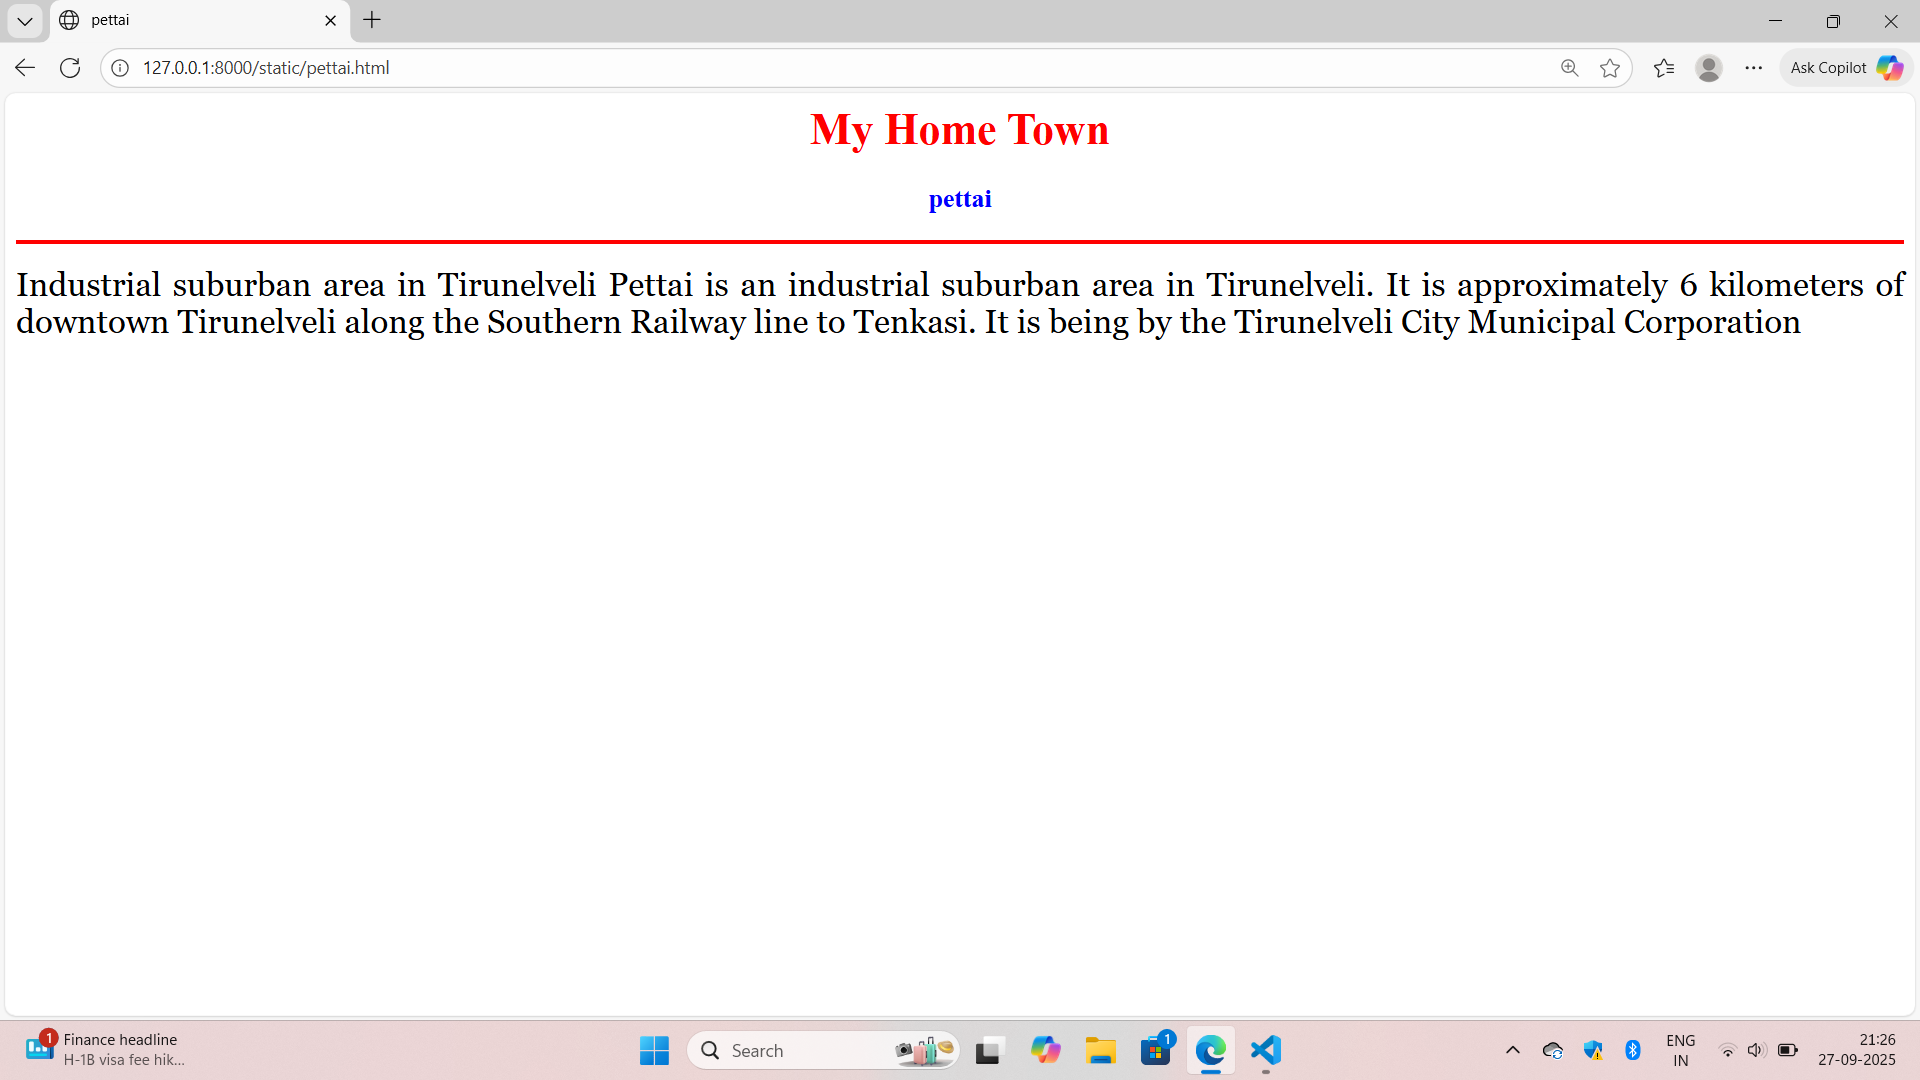 pettai
127.0.0.1:8000/static/pettai.html
Ask Copilot
My Home Town
pettai
Industrial suburban area in Tirunelveli Pettai is an industrial suburban area in Tirunelveli. It is approximately 6 kilometers of
downtown Tirunelveli along the Southern Railway line to Tenkasi. It is being by the Tirunelveli City Municipal Corporation
1
Finance headline
H-1B visa fee hik...
Search
1
ENG
IN
21:26
27-09-2025